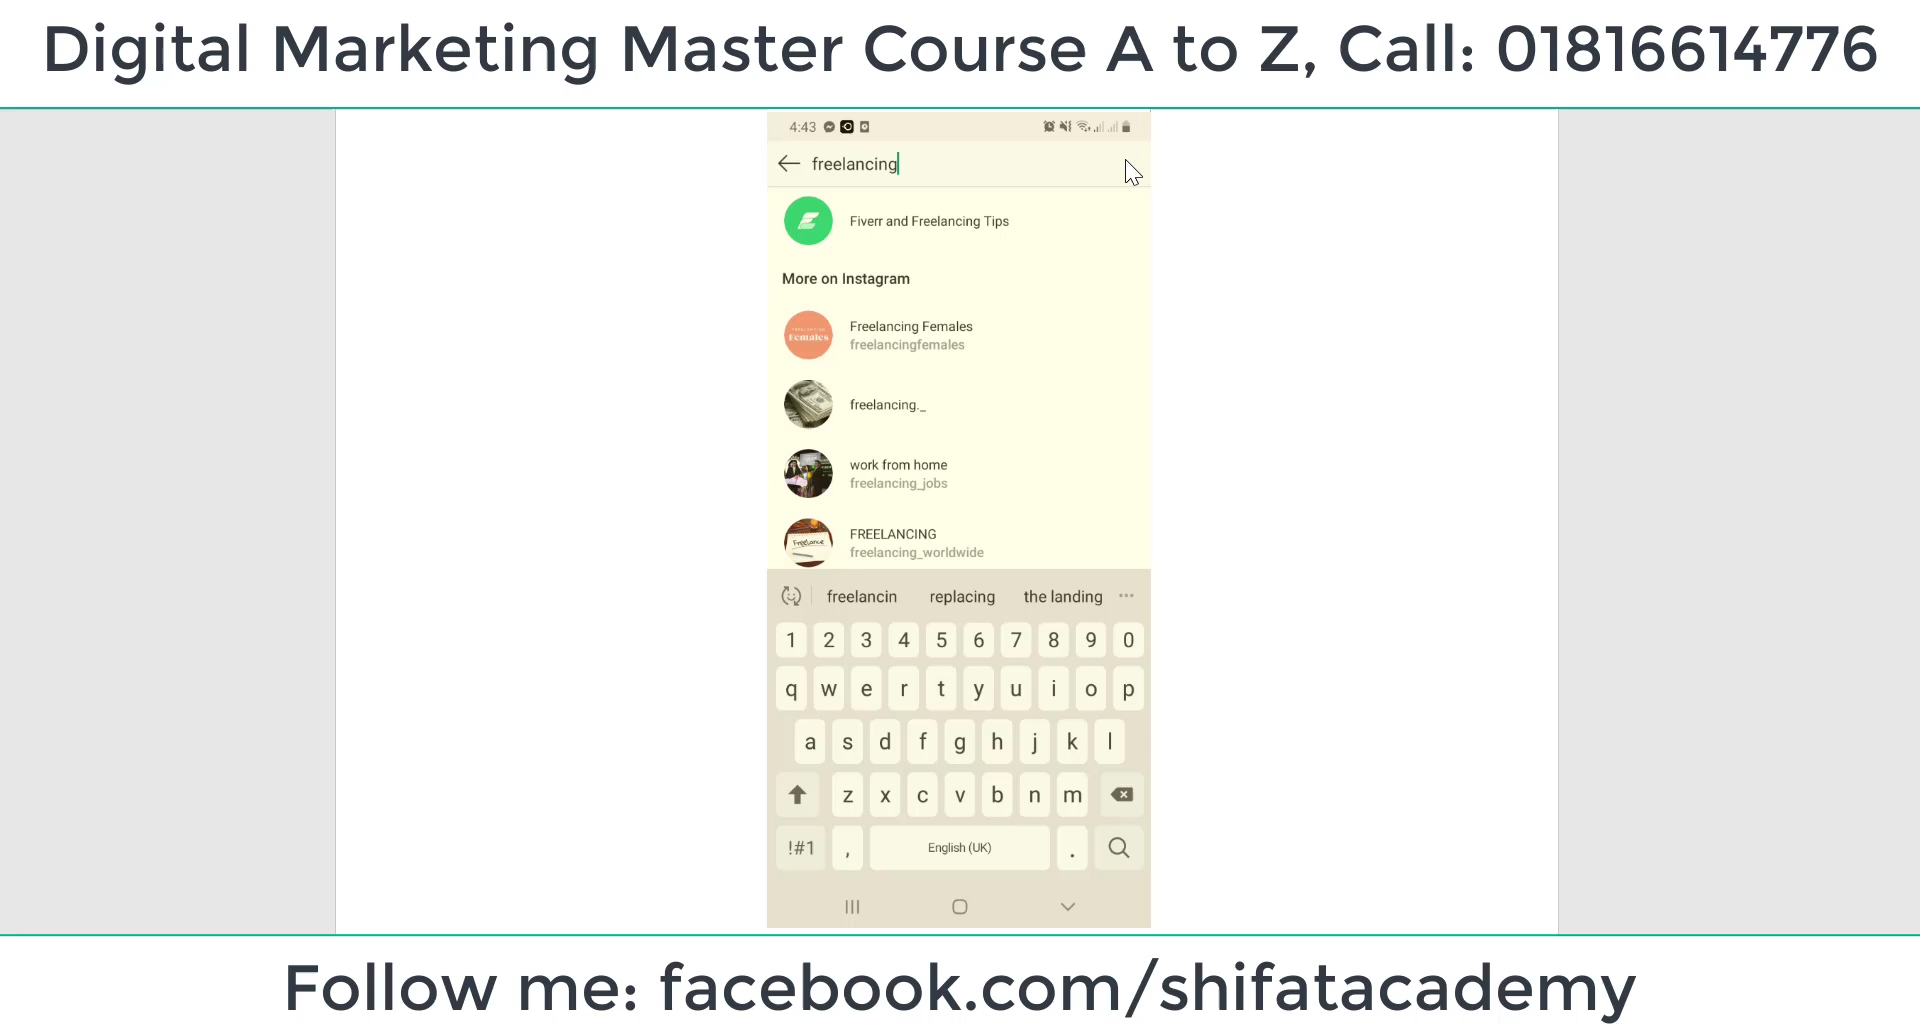 Digital Marketing Master Course A to Z, Call: 01816614776
4:43
freelancing
Fiverr and Freelancing Tips
More on Instagram
Females
Freelancing Females
freelancingfemales
freelancing._
work from home
freelancing_jobs
Freelance
FREELANCING
freelancing_worldwide
freelancin replacing the landing ...
1 2 3 4 5 6 7 8 9 0
q w e r t y u i o p
a s d f g h j k l
z x c v b n m
!#1 , English (UK) .
Follow me: facebook.com/shifatacademy